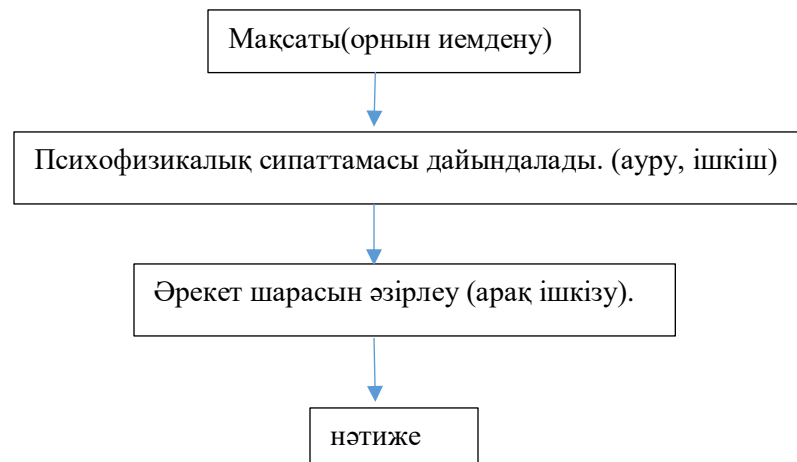 Мақсаты(орнын иемдену)
Психофизикалық сипаттамасы дайындалады. (ауру, ішкіш)
Әрекет шарасын әзірлеу (арақ ішкізу).
нәтиже